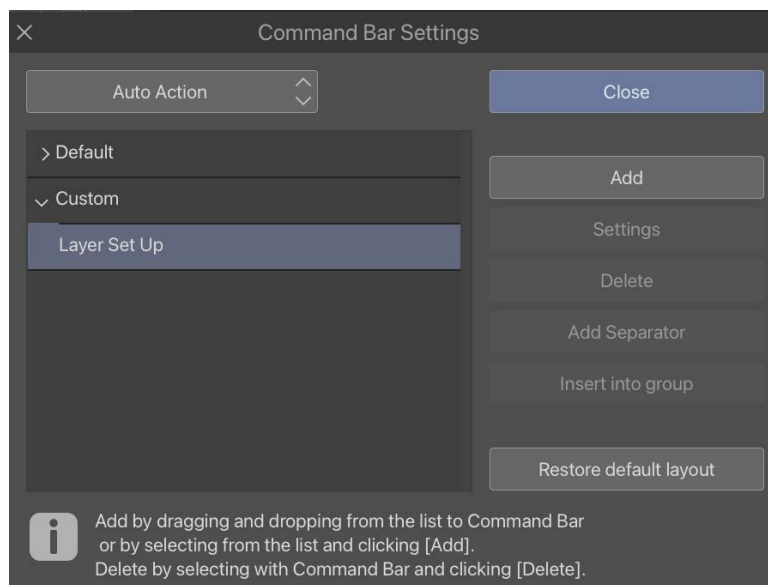 Command Bar Settings
Auto Action
Close
Default
Custom
Layer Set Up
Add
Settings
Delete
Add Separator
Insert into group
Restore default layout
Add by dragging and dropping from the list to Command Bar
or by selecting from the list and clicking [Add].
Delete by selecting with Command Bar and clicking [Delete].